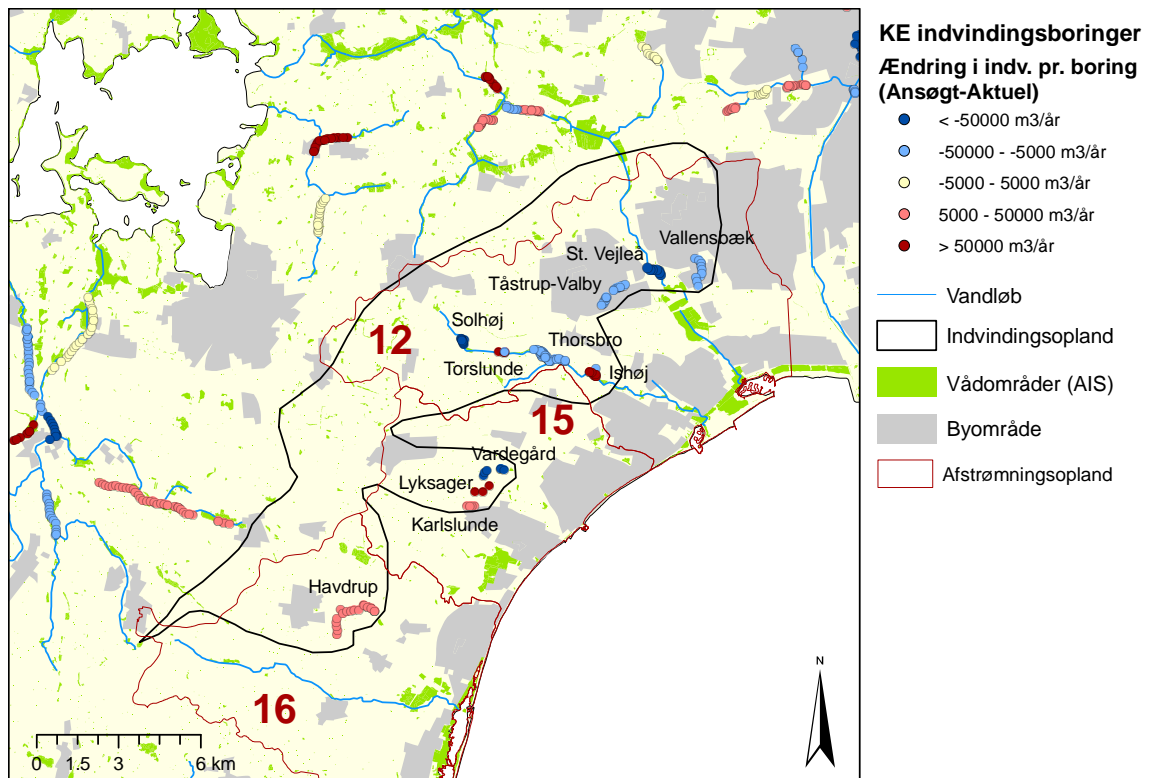 St. Vejleå
Vallensbæk
Tåstrup-Valby
Solhøj
12
Thorsbro
Torslunde
Ishøj
15
Vardegård
Lyksager
Karlslunde
Havdrup
16
N
0 1.5 3 6 km
KE indvindingsboringer
Ændring i indv. pr. boring
(Ansøgt-Aktuel)
< -50000 m3/år
-50000 - -5000 m3/år
-5000 - 5000 m3/år
5000 - 50000 m3/år
> 50000 m3/år
Vandløb
Indvindingsopland
Vådområder (AIS)
Byområde
Afstrømningsopland